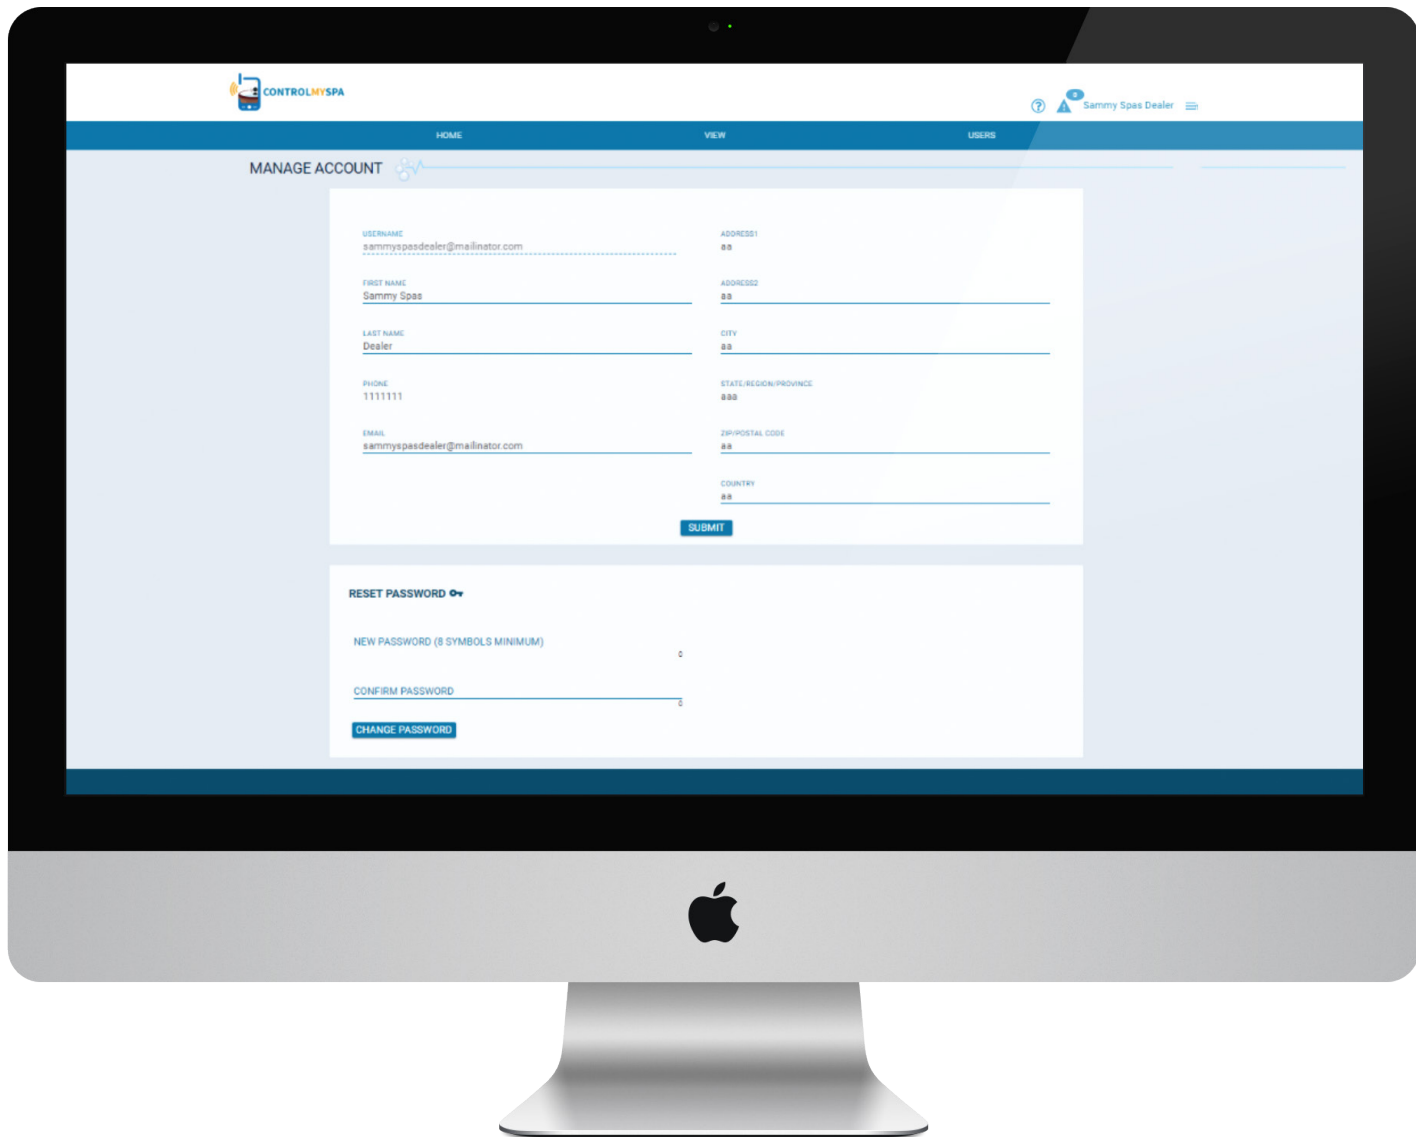 CONTROLMYSPA
Sammy Spas Dealer
HOME VIEW USERS
MANAGE ACCOUNT
USERNAME
sammyspasdealer@mailinator.com
FIRST NAME
Sammy Spas
LAST NAME
Dealer
PHONE
1111111
EMAIL
sammyspasdealer@mailinator.com
ADDRESS1
aa
ADDRESS2
aa
CITY
aa
STATE/REGION/PROVINCE
aaa
ZIP/POSTAL CODE
aa
COUNTRY
aa
SUBMIT
RESET PASSWORD
NEW PASSWORD (8 SYMBOLS MINIMUM)
0
CONFIRM PASSWORD
0
CHANGE PASSWORD